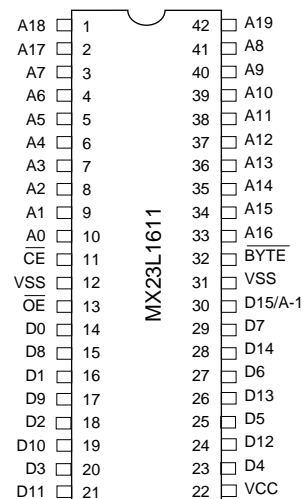 A18 1 42 A19
A17 2 41 A8
A7 3 40 A9
A6 4 39 A10
A5 5 38 A11
A4 6 37 A12
A3 7 36 A13
A2 8 35 A14
A1 9 34 A15
A0 10 33 A16
CE 11 32 BYTE
VSS 12 31 VSS
OE 13 30 D15/A-1
D0 14 29 D7
D8 15 28 D14
D1 16 27 D6
D9 17 26 D13
D2 18 25 D5
D10 19 24 D12
D3 20 23 D4
D11 21 22 VCC
MX23L1611